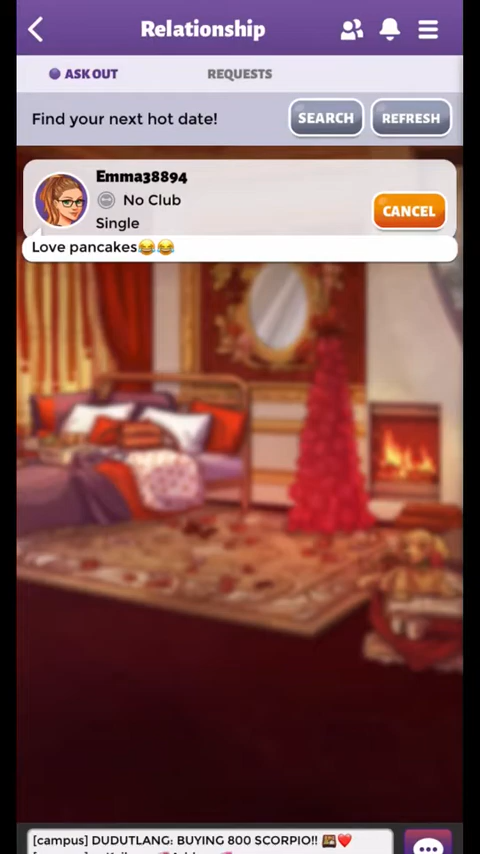 Relationship
ASK OUT
REQUESTS
Find your next hot date!
SEARCH
REFRESH
Emma38894
No Club
Single
CANCEL
Love pancakes😂😂
[campus] DUDUTLANG: BUYING 800 SCORPIO!!